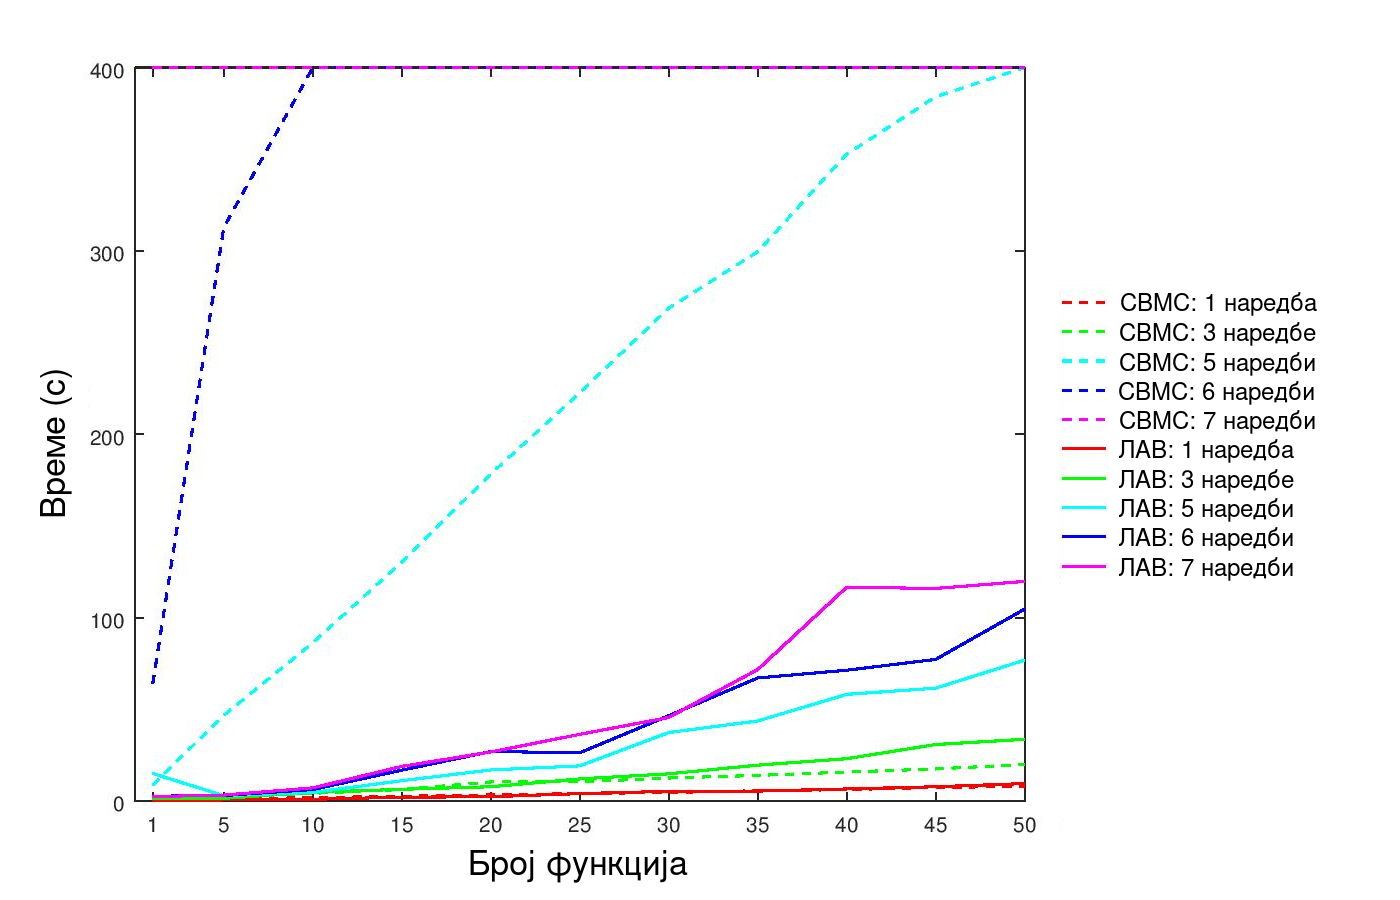 400
300
200
100
0
Време (с)
1 5 10 15 20 25 30 35 40 45 50
Број функција
СВМС: 1 наредба
СВМС: 3 наредбе
СВМС: 5 наредби
СВМС: 6 наредби
СВМС: 7 наредби
ЛАВ: 1 наредба
ЛАВ: 3 наредбе
ЛАВ: 5 наредби
ЛАВ: 6 наредби
ЛАВ: 7 наредби